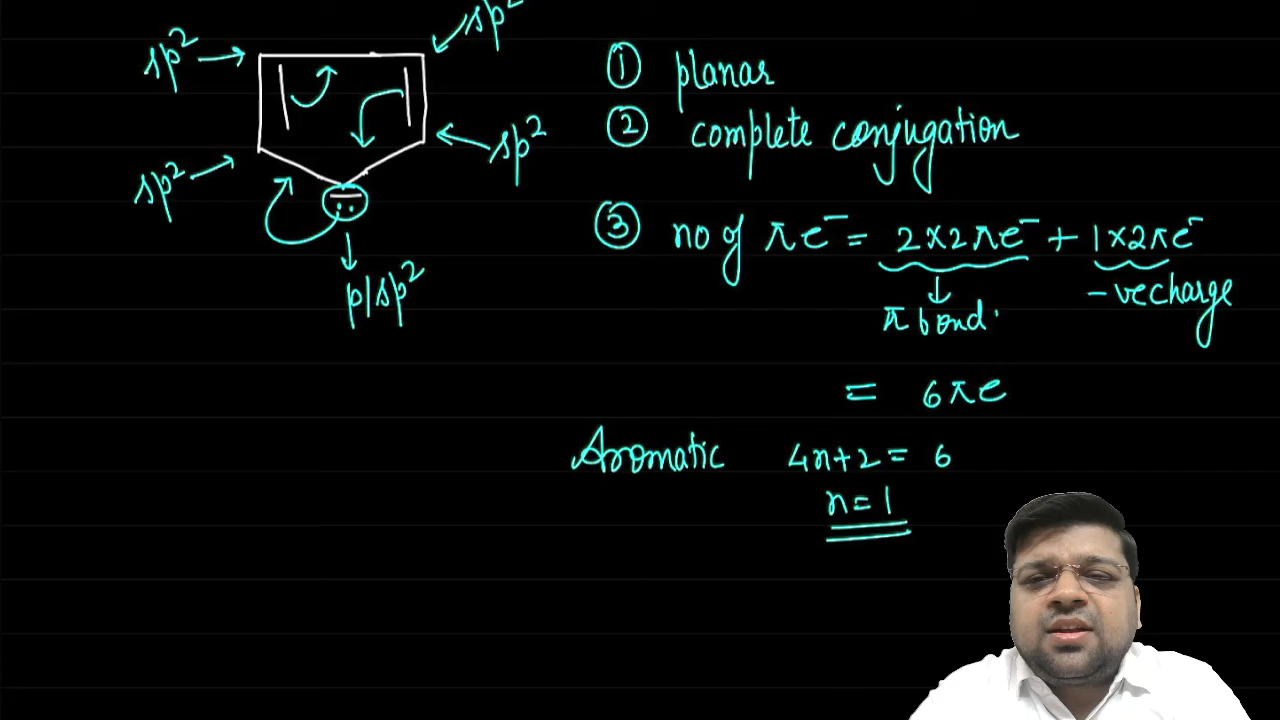 sp²
sp²
① planar
② complete conjugation
sp²
sp²
③ no of πe⁻ = 2×2πe⁻ + 1×2πe⁻
p/sp²
π bond
-ve charge
= 6πe
Aromatic 4n+2 = 6
n=1